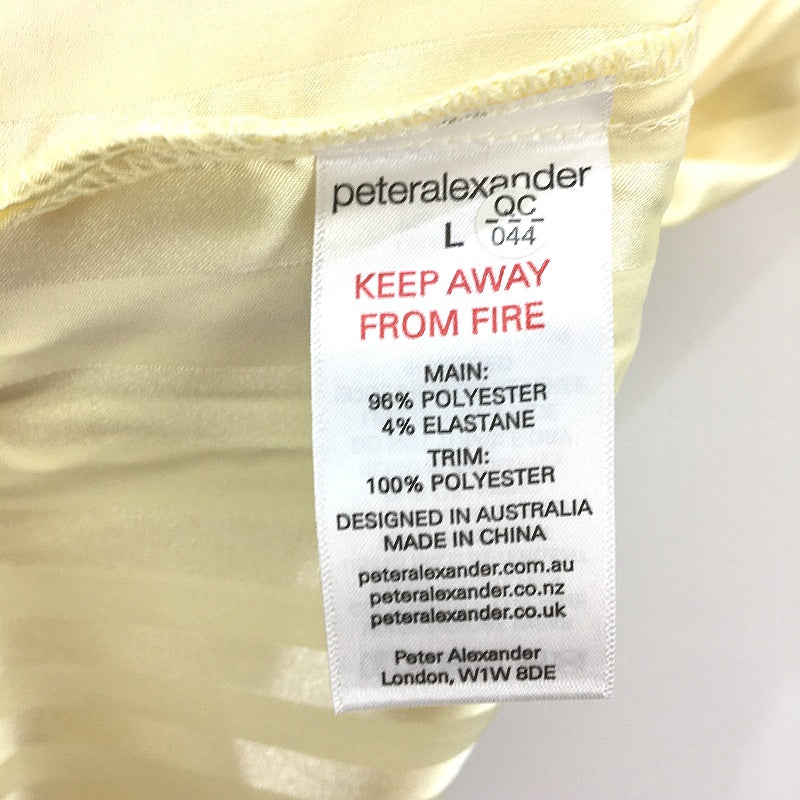 peteralexander
L
QC
044
KEEP AWAY
FROM FIRE
MAIN:
96% POLYESTER
4% ELASTANE
TRIM:
100% POLYESTER
DESIGNED IN AUSTRALIA
MADE IN CHINA
peteralexander.com.au
peteralexander.co.nz
peteralexander.co.uk
Peter Alexander
London, W1W 8DE